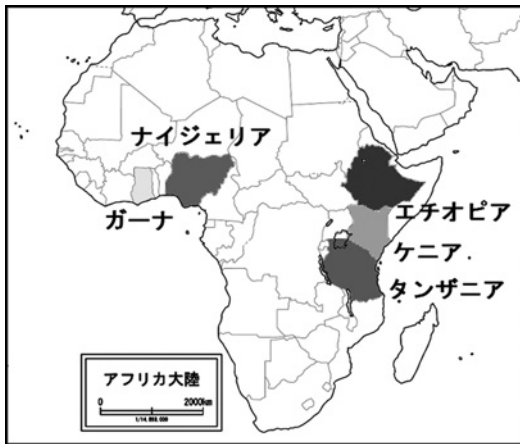 ナイジェリア
ガーナ
エチオピア
ケニア
タンザニア
アフリカ大陸
0 2000km